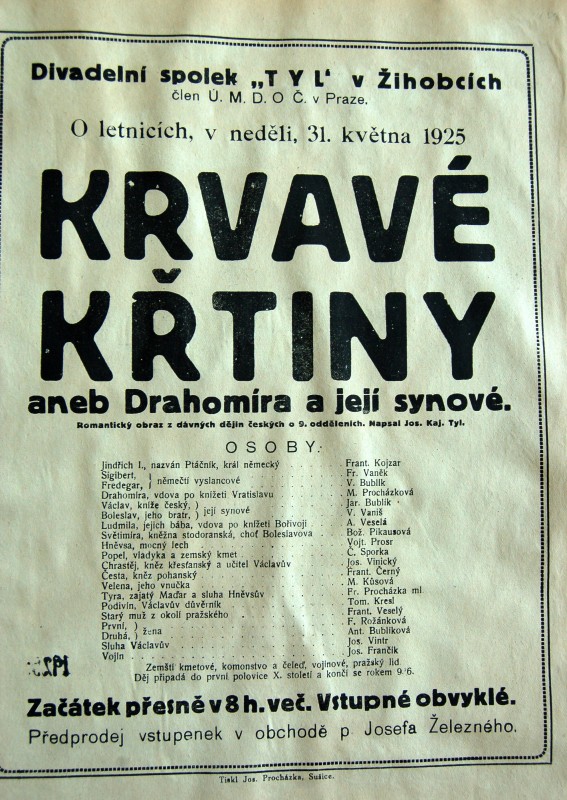 Divadelní spolek „TYL" v Žihobcích
člen Ú. M. D. O Č. v Praze.
O letnicích, v neděli, 31. května 1925
KRVAVÉ
KŘTINY
aneb Drahomíra a její synové.
Romantický obraz z dávných dějin českých o 9. odděleních. Napsal Jos. Kaj. Tyl.
OSOBY:
Jindřich I., nazván Ptáčník, král německý . . . Frant. Kojzar
Sigibert, ) Fr. Vaněk
Fredegar, ) němečtí vyslancové . . . V. Bublík
Drahomíra, vdova po knížeti Vratislavu . . . M. Procházková
Václav, kníže český, ) Jar. Bublík
Boleslav, jeho bratr, ) její synové . . . V. Vaniš
Ludmila, jejich bába, vdova po knížeti Bořivoji . . . A. Veselá
Světimíra, kněžna stodoranská, choť Boleslavova . . . Bož. Pikausová
Hněvsa, mocný lech . . . Vojt. Prosr
Popel, vladyka a zemský kmet . . . Č. Sporka
Chrastěj, kněz křesťanský a učitel Václavův . . . Jos. Vinický
Česta, kněz pohanský . . . Frant. Černý
Velena, jeho vnučka . . . M. Kůsová
Tyra, zajatý Maďar a sluha Hněvsův . . . Fr. Procházka ml.
Podivín, Václavův důvěrník . . . Tom. Kresl
Starý muž z okolí pražského . . . Frant. Veselý
První, ) F. Rožánková
Druhá, ) žena . . . Ant. Bublíková
Sluha Václavův . . . Jos. Vintr
Vojín . . . Jos. Frančík
Zemští kmetové, komonstvo a čeleď, vojínové, pražský lid
Děj připadá do první polovice X. století a končí se rokem
Začátek přesně v 8 h. več. Vstupné obvyklé.
Předprodej vstupenek v obchodě p Josefa Železného.
Tiskl Jos. Procházka, Sušice.